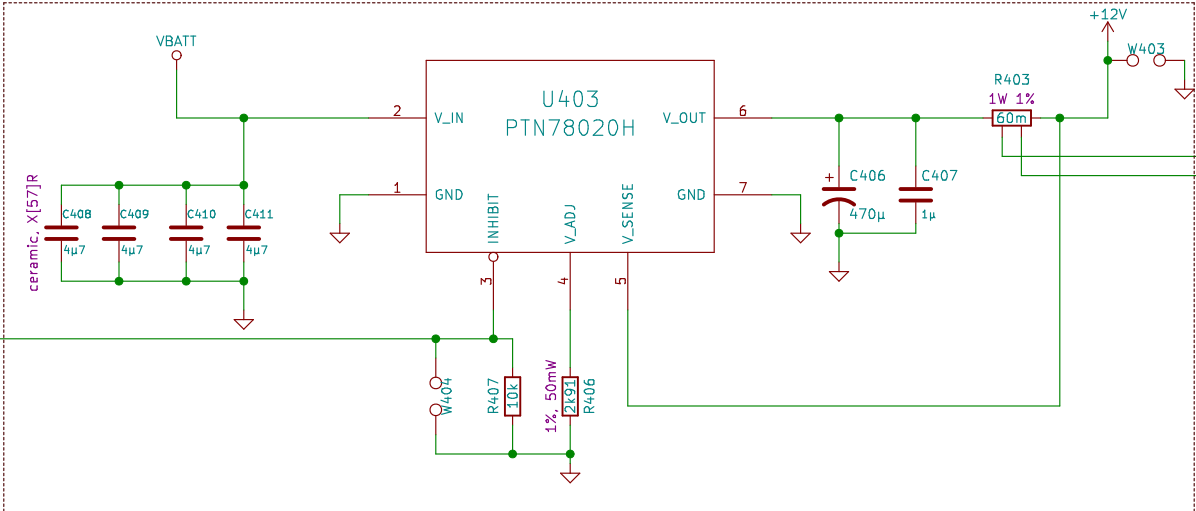 +12V
VBATT
W403
R403
1W 1%
60m
U403
PTN78020H
2
V_IN
V_OUT
6
1
GND
GND
7
INHIBIT
V_ADJ
V_SENSE
3
4
5
+
C406
470µ
C407
1µ
ceramic, X[57]R
C408
4µ7
C409
4µ7
C410
4µ7
C411
4µ7
W404
R407
10k
1%, 50mW
2k91
R406